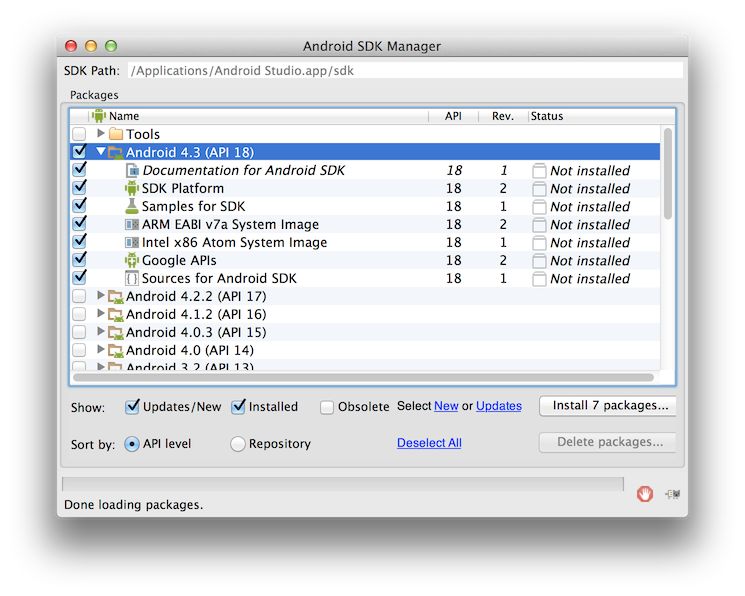 Android SDK Manager
SDK Path: /Applications/Android Studio.app/sdk
Packages
Name API Rev. Status
Tools
Android 4.3 (API 18)
Documentation for Android SDK 18 1 Not installed
SDK Platform 18 2 Not installed
Samples for SDK 18 1 Not installed
ARM EABI v7a System Image 18 2 Not installed
Intel x86 Atom System Image 18 1 Not installed
Google APIs 18 2 Not installed
Sources for Android SDK 18 1 Not installed
Android 4.2.2 (API 17)
Android 4.1.2 (API 16)
Android 4.0.3 (API 15)
Android 4.0 (API 14)
Android 3.2 (API 13)
Show: Updates/New Installed Obsolete Select New or Updates Install 7 packages...
Sort by: API level Repository Deselect All Delete packages...
Done loading packages.